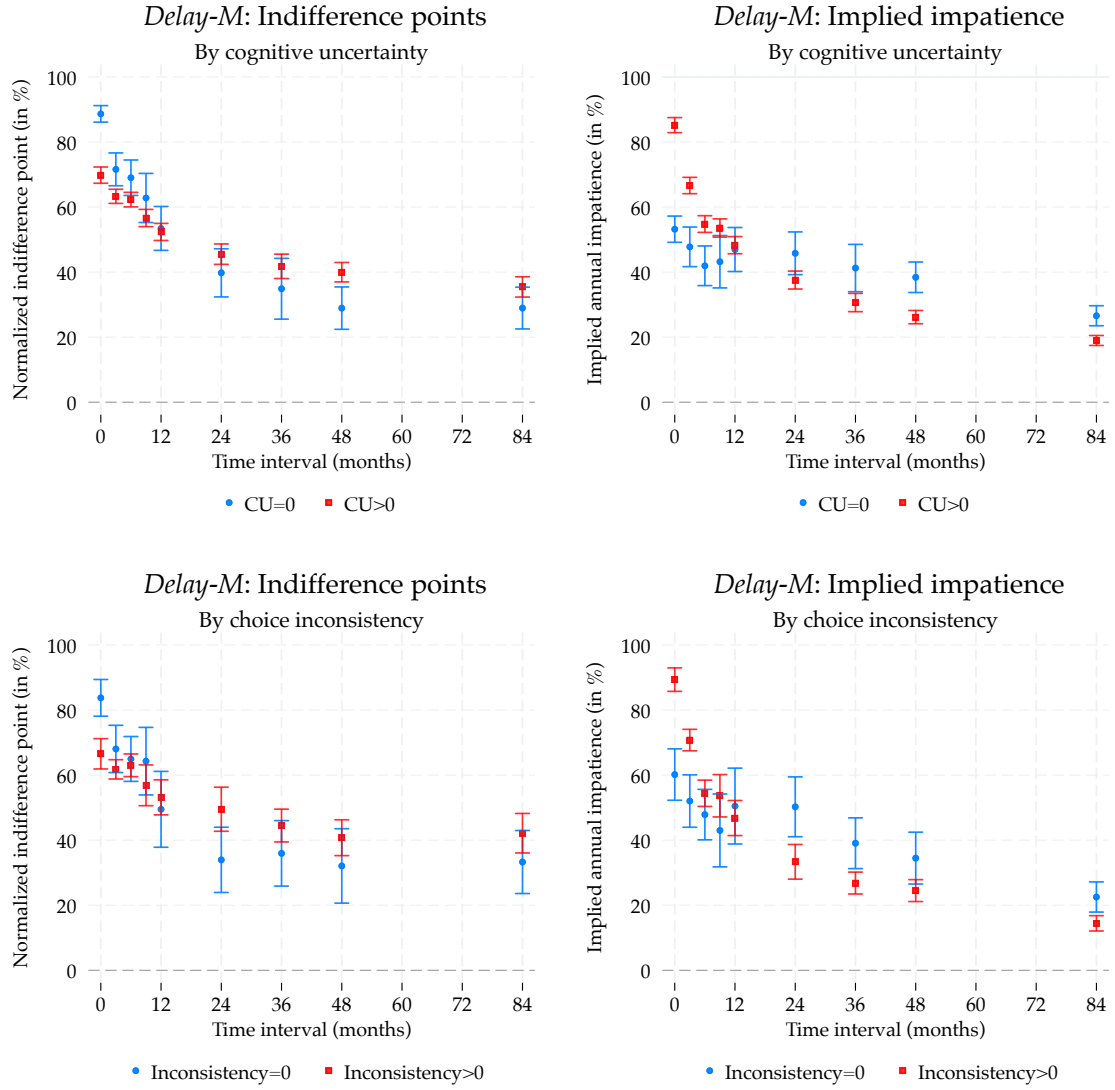 Delay-M: Indifference points
By cognitive uncertainty
Normalized indifference point (in %)
100
80
60
40
20
0
0 12 24 36 48 60 72 84
Time interval (months)
CU=0 CU>0
Delay-M: Implied impatience
By cognitive uncertainty
Implied annual impatience (in %)
100
80
60
40
20
0
0 12 24 36 48 60 72 84
Time interval (months)
CU=0 CU>0
Delay-M: Indifference points
By choice inconsistency
Normalized indifference point (in %)
100
80
60
40
20
0
0 12 24 36 48 60 72 84
Time interval (months)
Inconsistency=0 Inconsistency>0
Delay-M: Implied impatience
By choice inconsistency
Implied annual impatience (in %)
100
80
60
40
20
0
0 12 24 36 48 60 72 84
Time interval (months)
Inconsistency=0 Inconsistency>0